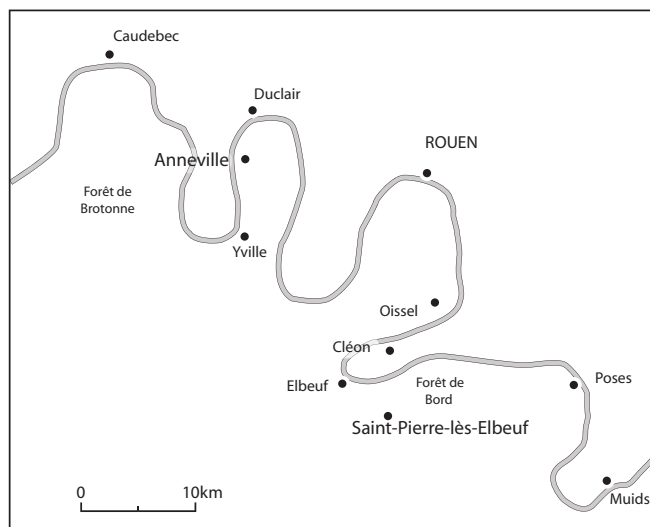 Caudebec
Duclair
Anneville
ROUEN
Forêt de
Brotonne
Yville
Oissel
Cléon
Elbeuf
Forêt de
Bord
Poses
Saint-Pierre-lès-Elbeuf
Muids
0 10km